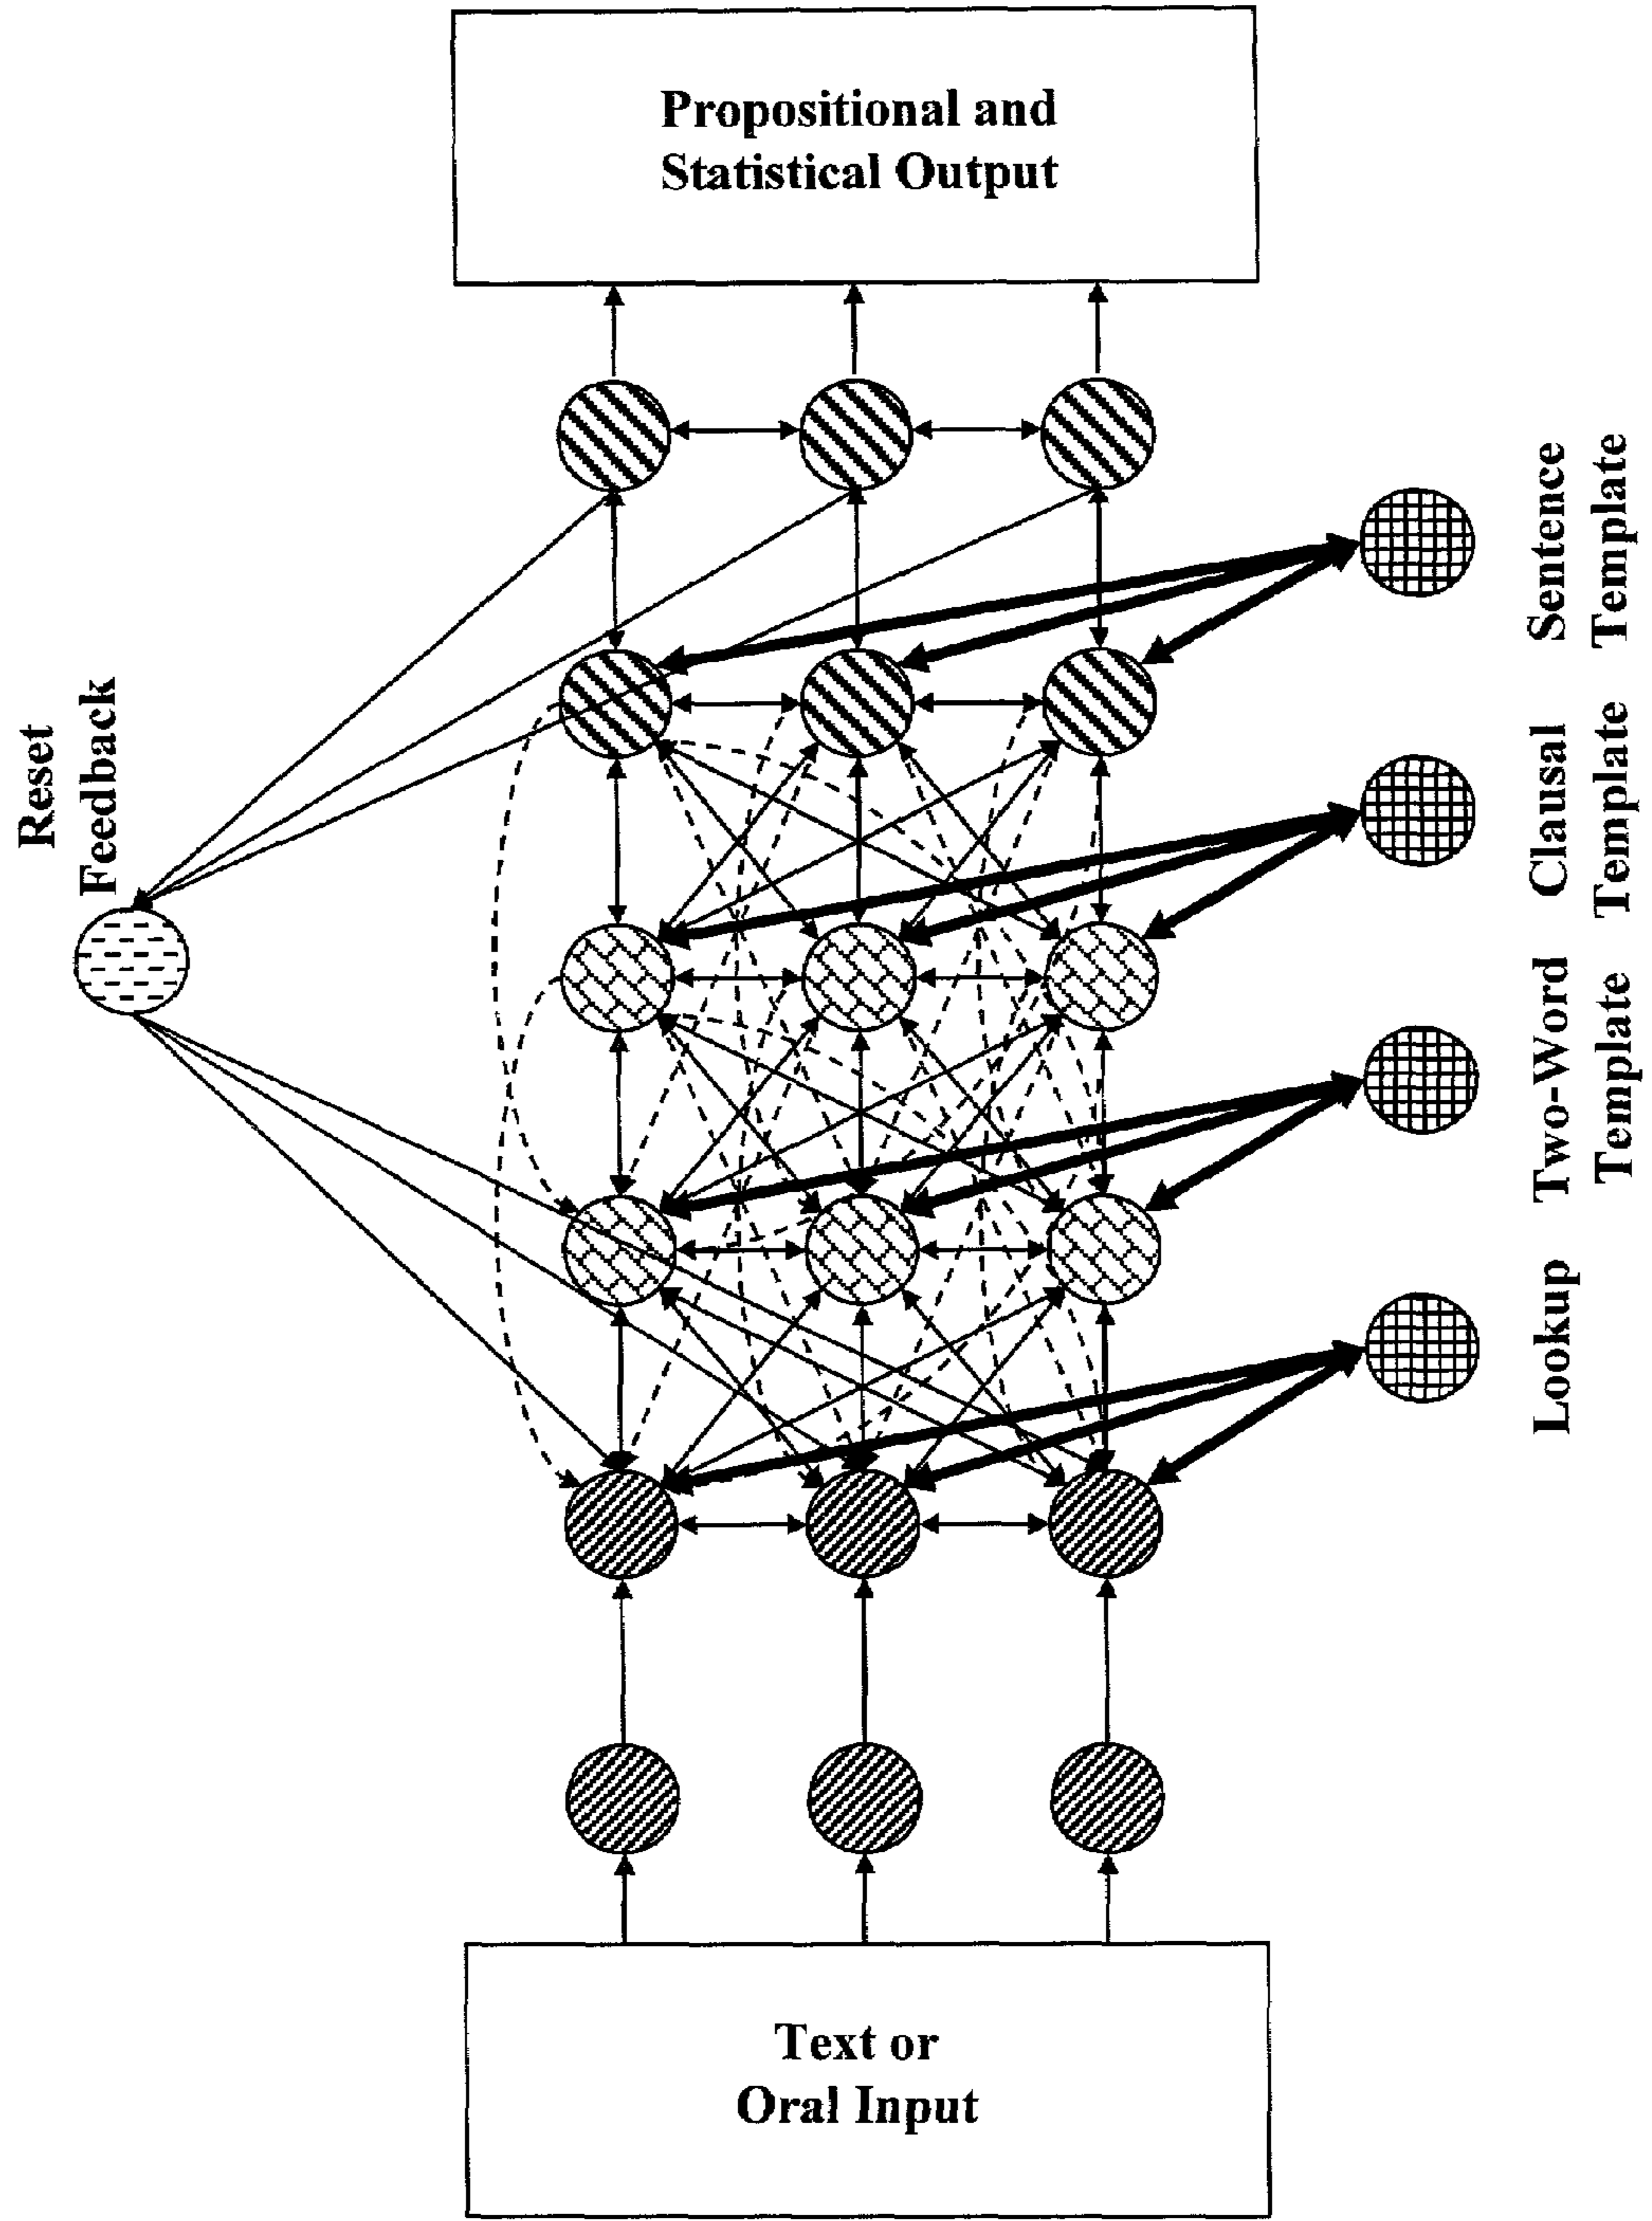 Propositional and
Statistical Output
Reset
Feedback
Sentence
Template
Clausal
Template
Two-Word
Template
Lookup
Text or
Oral Input